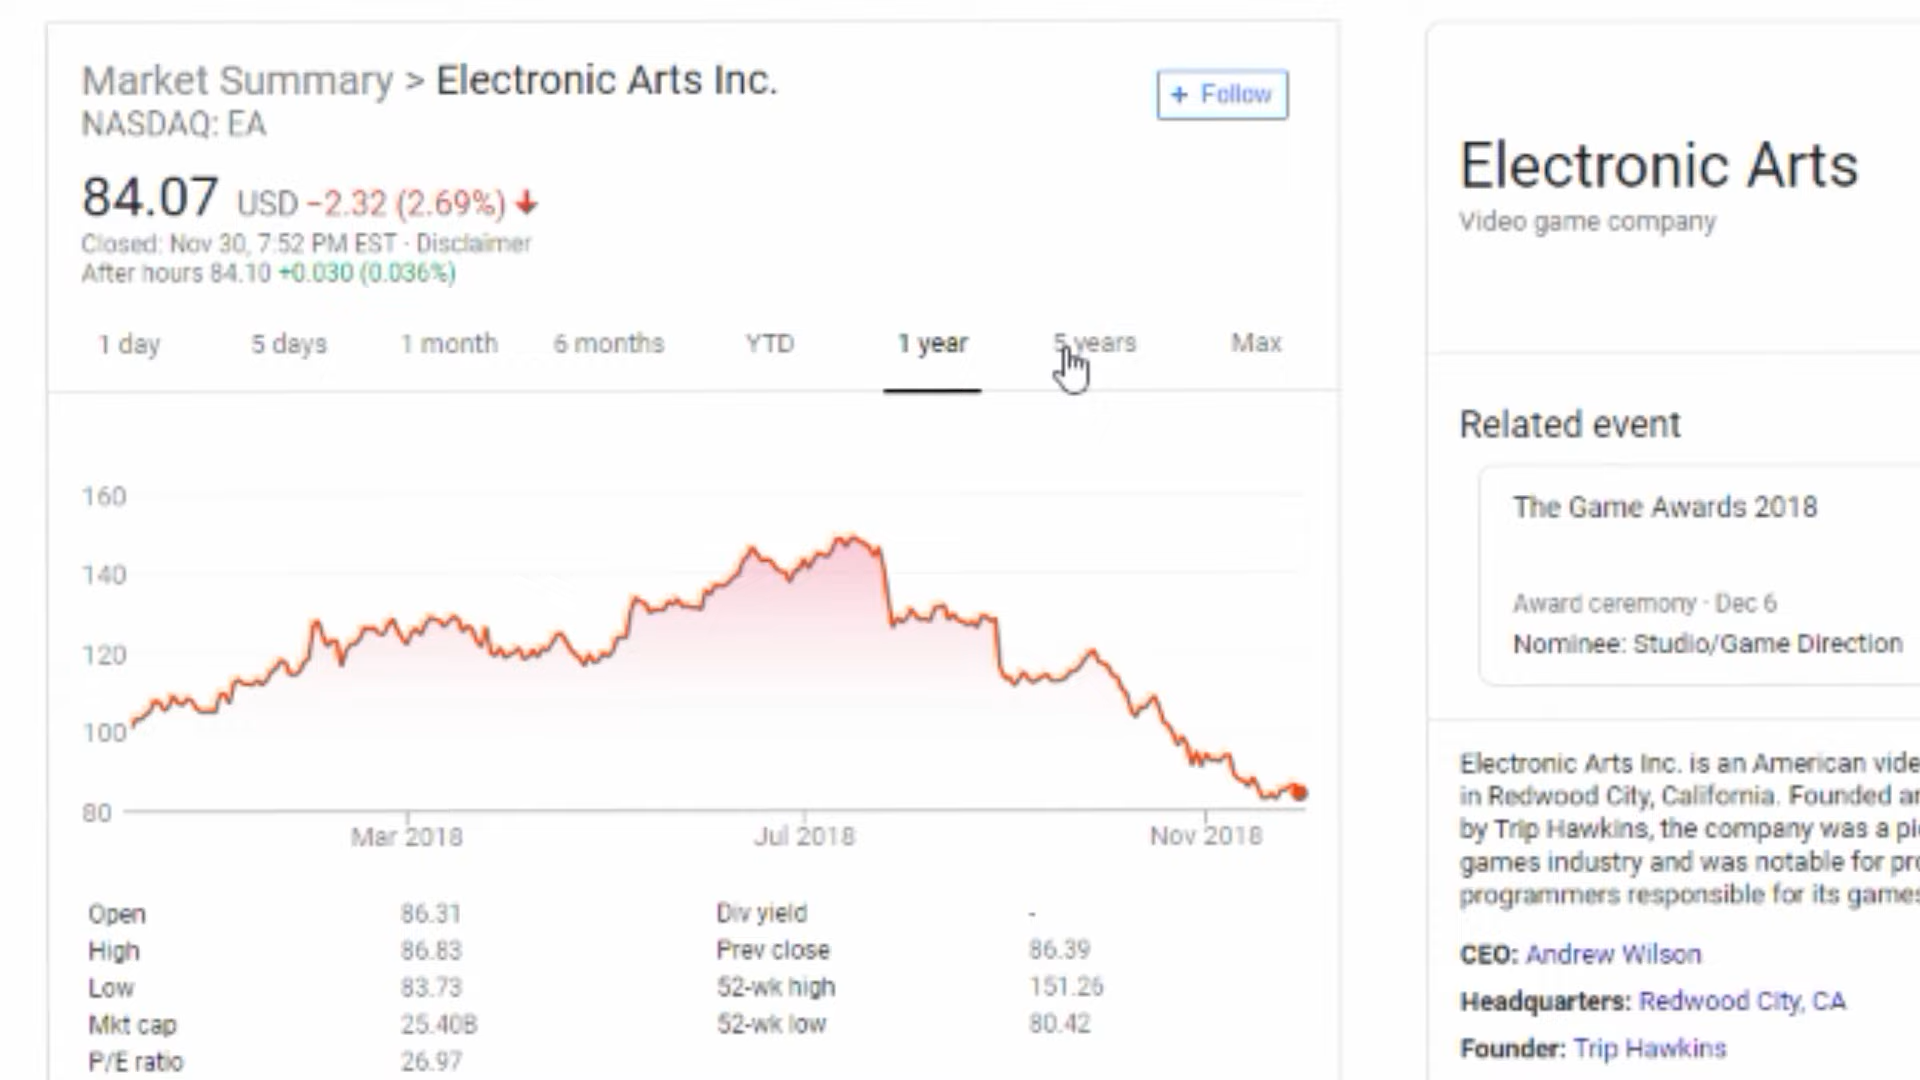 Market Summary > Electronic Arts Inc.
NASDAQ: EA
+ Follow
84.07 USD −2.32 (2.69%)
Closed: Nov 30, 7:52 PM EST · Disclaimer
After hours 84.10 +0.030 (0.036%)
1 day 5 days 1 month 6 months YTD 1 year 5 years Max
160
140
120
100
80
Mar 2018 Jul 2018 Nov 2018
Open 86.31 Div yield -
High 86.83 Prev close 86.39
Low 83.73 52-wk high 151.26
Mkt cap 25.40B 52-wk low 80.42
P/E ratio 26.97
Electronic Arts
Video game company
Related event
The Game Awards 2018
Award ceremony · Dec 6
Nominee: Studio/Game Direction
Electronic Arts Inc. is an American vide
in Redwood City, California. Founded an
by Trip Hawkins, the company was a pi
games industry and was notable for pro
programmers responsible for its games
CEO: Andrew Wilson
Headquarters: Redwood City, CA
Founder: Trip Hawkins